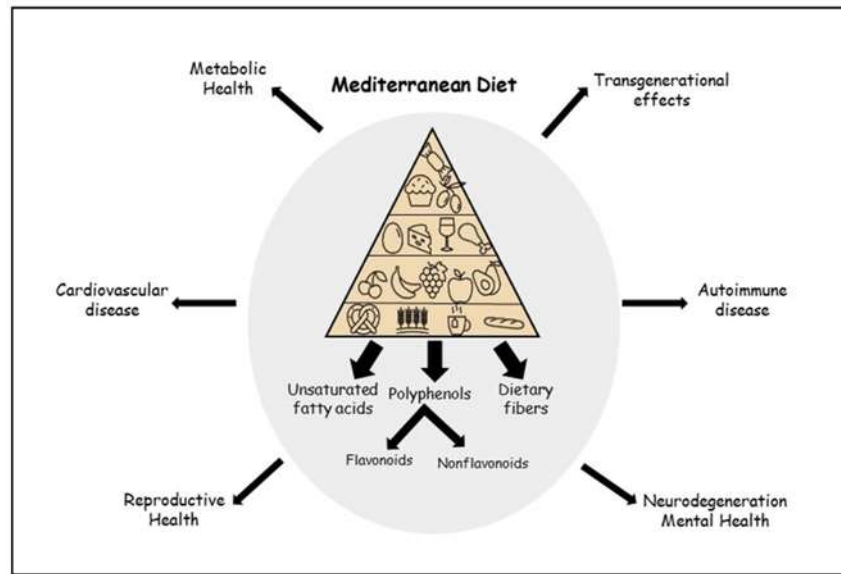 Metabolic
Health
Mediterranean Diet
Transgenerational
effects
Cardiovascular
disease
Autoimmune
disease
Unsaturated
fatty acids
Polyphenols
Dietary
fibers
Flavonoids
Nonflavonoids
Reproductive
Health
Neurodegeneration
Mental Health